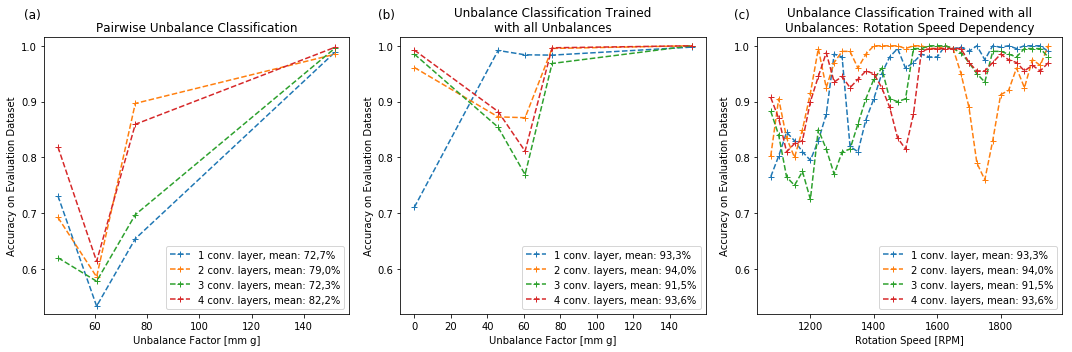 (a)
Pairwise Unbalance Classification
Accuracy on Evaluation Dataset
1.0
0.9
0.8
0.7
0.6
60
80
100
120
140
Unbalance Factor [mm g]
1 conv. layer, mean: 72,7%
2 conv. layers, mean: 79,0%
3 conv. layers, mean: 72,3%
4 conv. layers, mean: 82,2%
(b)
Unbalance Classification Trained
with all Unbalances
Accuracy on Evaluation Dataset
1.0
0.9
0.8
0.7
0.6
0
20
40
60
80
100
120
140
Unbalance Factor [mm g]
1 conv. layer, mean: 93,3%
2 conv. layers, mean: 94,0%
3 conv. layers, mean: 91,5%
4 conv. layers, mean: 93,6%
(c)
Unbalance Classification Trained with all
Unbalances: Rotation Speed Dependency
Accuracy on Evaluation Dataset
1.0
0.9
0.8
0.7
0.6
1200
1400
1600
1800
Rotation Speed [RPM]
1 conv. layer, mean: 93,3%
2 conv. layers, mean: 94,0%
3 conv. layers, mean: 91,5%
4 conv. layers, mean: 93,6%